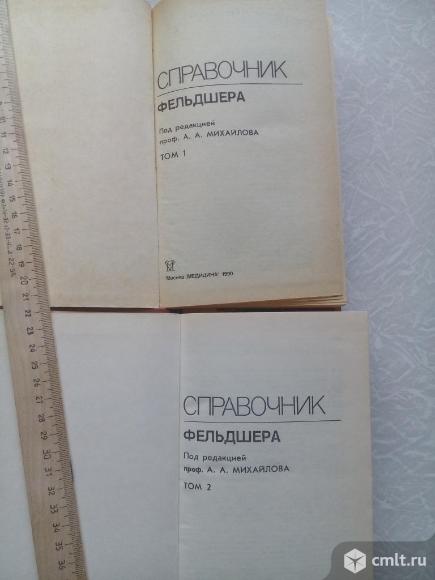 СПРАВОЧНИК
ФЕЛЬДШЕРА
Под редакцией
проф. А. А. МИХАЙЛОВА
ТОМ 1
Москва "МЕДИЦИНА" 1990
СПРАВОЧНИК
ФЕЛЬДШЕРА
Под редакцией
проф. А. А. МИХАЙЛОВА
ТОМ 2
cmlt.ru